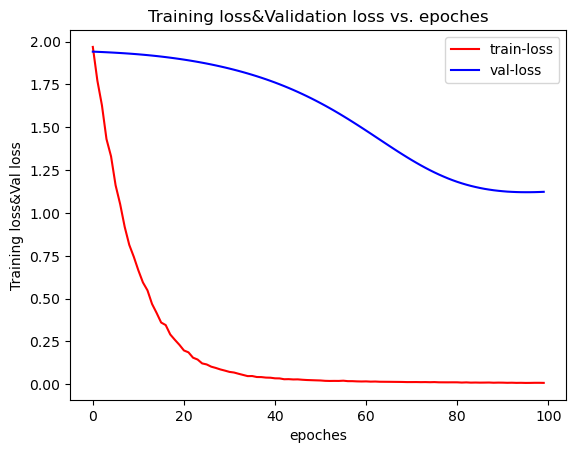 Training loss&Validation loss vs. epoches
train-loss
val-loss
Training loss&Val loss
2.00
1.75
1.50
1.25
1.00
0.75
0.50
0.25
0.00
0 20 40 60 80 100
epoches